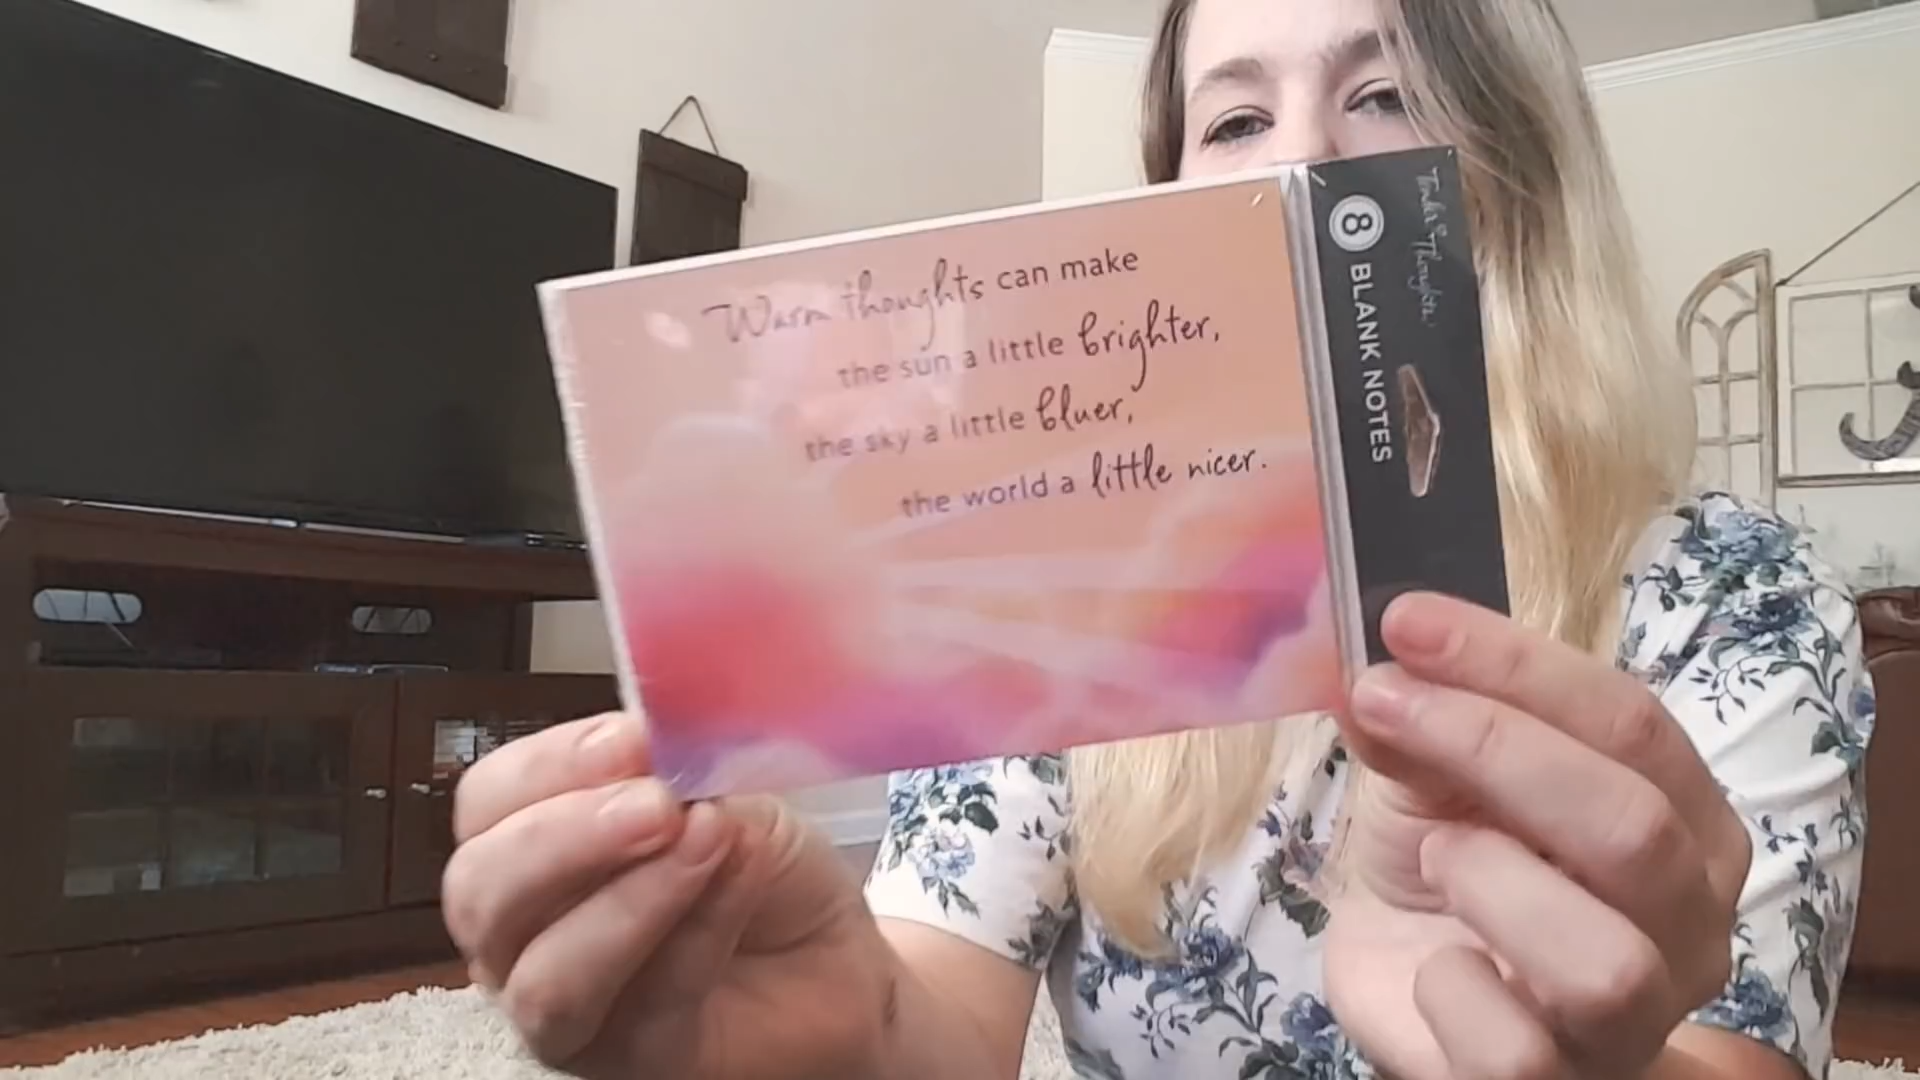 Warm thoughts can make
the sun a little brighter,
the sky a little bluer,
the world a little nicer.
Tender Thoughts
8
BLANK NOTES